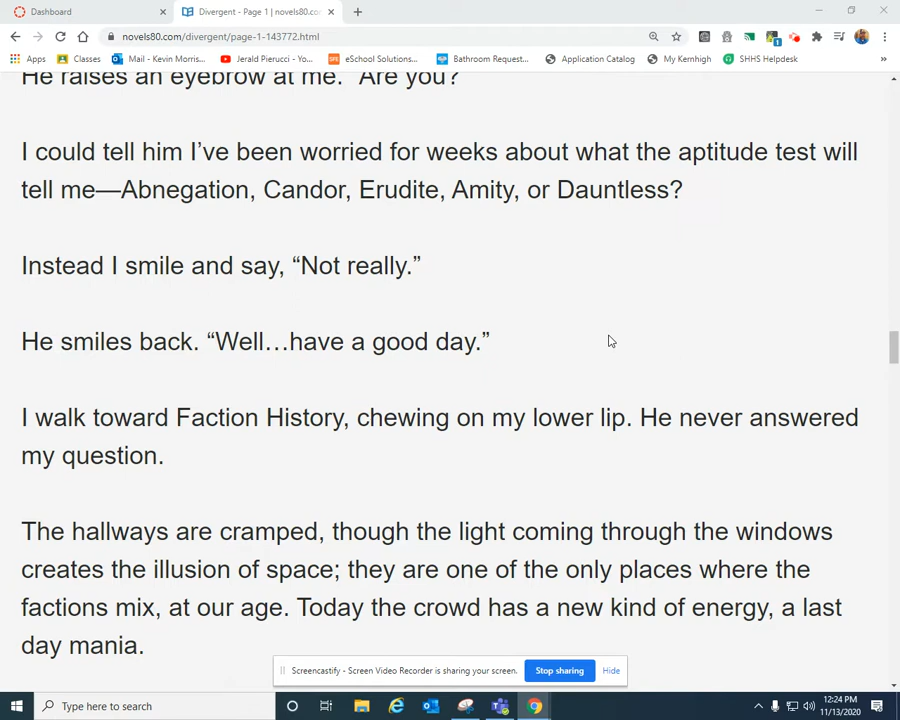 Dashboard
Divergent - Page 1 | novels80.com
novels80.com/divergent/page-1-143772.html
Apps Classes Mail - Kevin Morris... Jerald Pierucci - Yo... eSchool Solutions... Bathroom Request... Application Catalog My Kernhigh SHHS Helpdesk »
He raises an eyebrow at me. “Are you?”
I could tell him I’ve been worried for weeks about what the aptitude test will
tell me—Abnegation, Candor, Erudite, Amity, or Dauntless?
Instead I smile and say, “Not really.”
He smiles back. “Well…have a good day.”
I walk toward Faction History, chewing on my lower lip. He never answered
my question.
The hallways are cramped, though the light coming through the windows
creates the illusion of space; they are one of the only places where the
factions mix, at our age. Today the crowd has a new kind of energy, a last
day mania.
Screencastify - Screen Video Recorder is sharing your screen. Stop sharing Hide
Type here to search
12:24 PM
11/13/2020